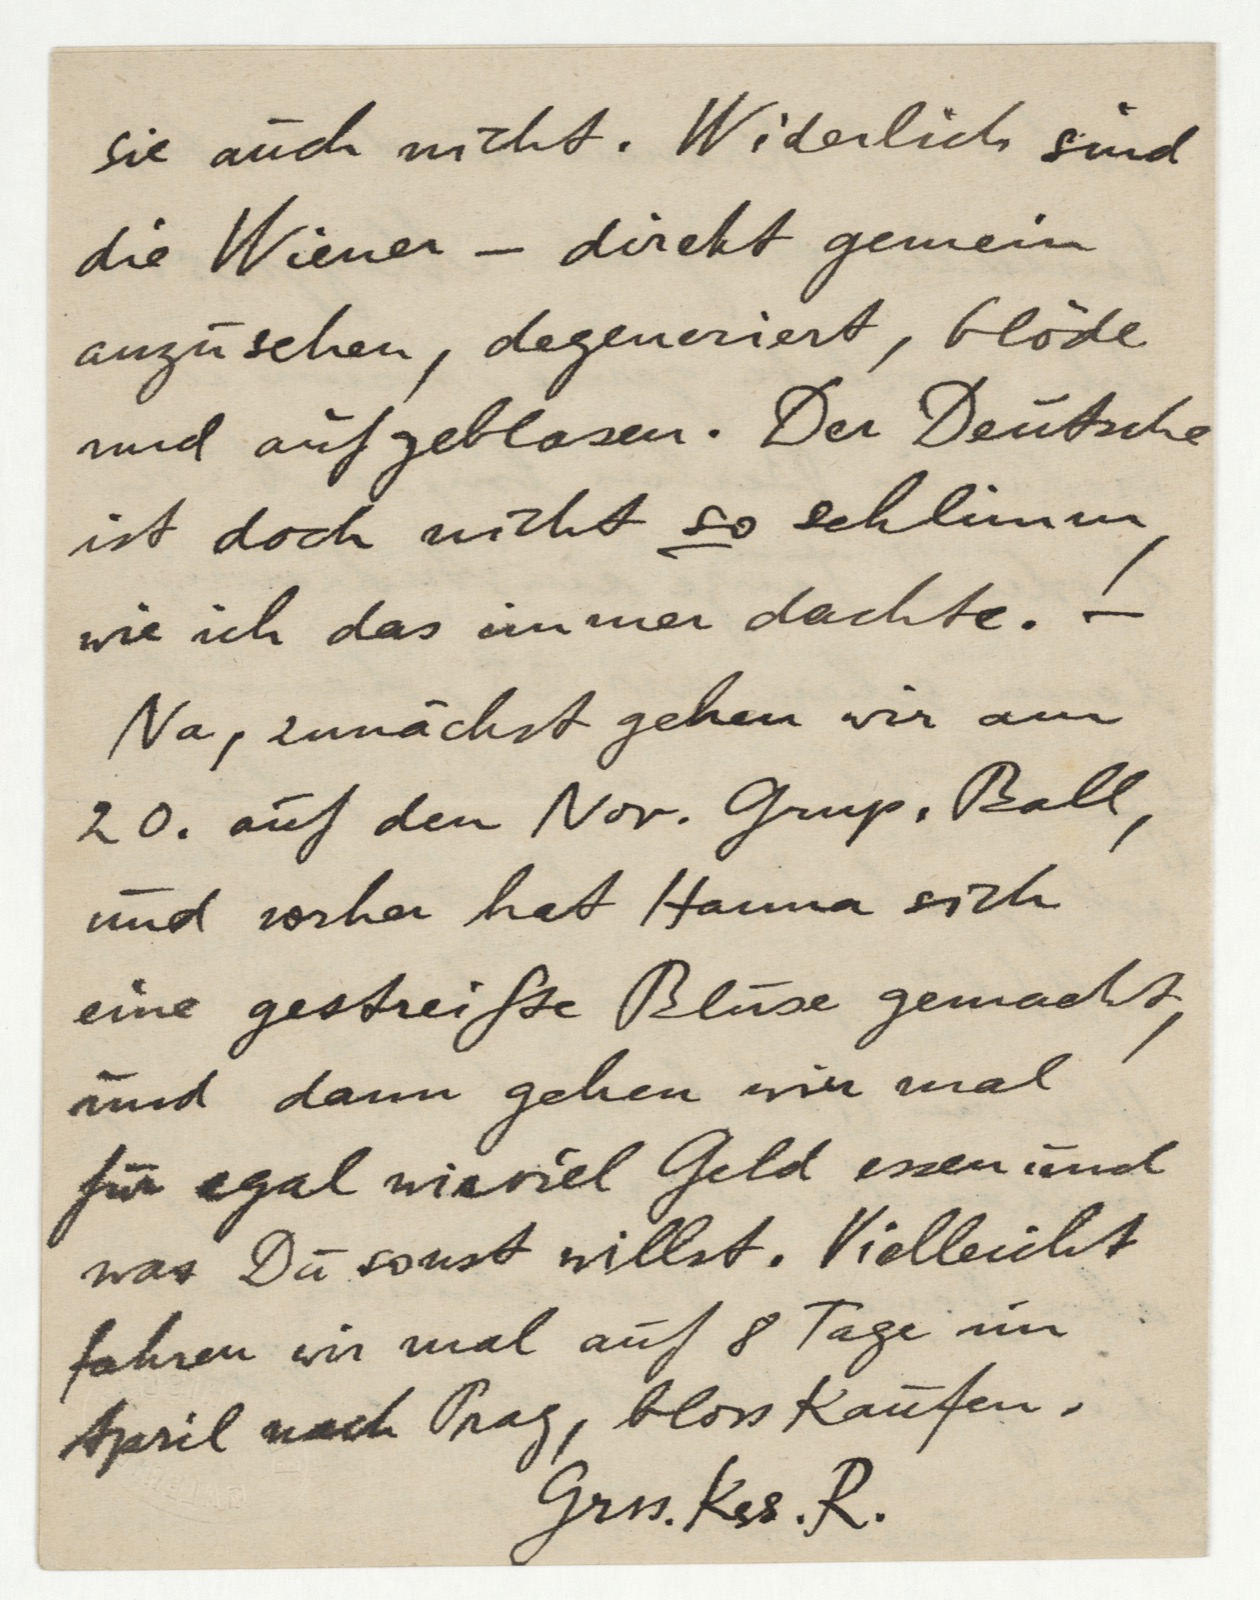 sie auch nicht. Widerlich sind
die Wiener — direkt gemein
anzusehen, degeneriert, blöde
und aufgeblasen. Der Deutsche
ist doch nicht so schlimm,
wie ich das immer dachte. —
Na, zunächst gehen wir am
20. auf den Nov. Grup. Ball,
und vorher hat Hanna sich
eine gestreifte Bluse gemacht,
und dann gehen wir mal
für egal wieviel Geld essen und
was Du sonst willst. Vielleicht
fahren wir mal auf 8 Tage im
April nach Prag, bloss Kaufen.
Grss. Kss. R.